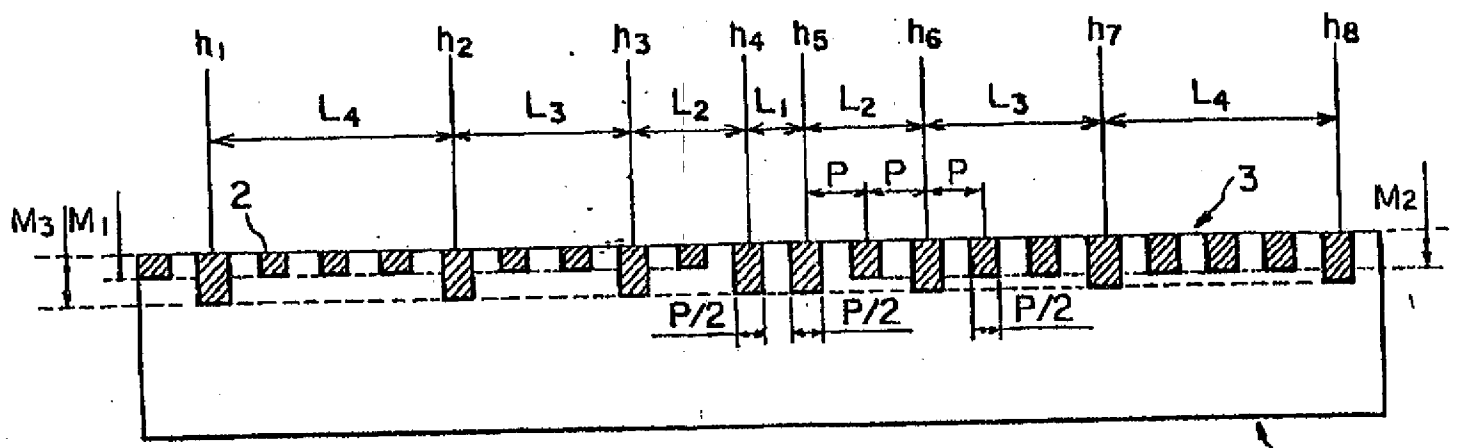 h1 h2 h3 h4 h5 h6 h7 h8
L4 L3 L2 L1 L2 L3 L4
P P P
M3 M1 2 3 M2
P/2 P/2 P/2